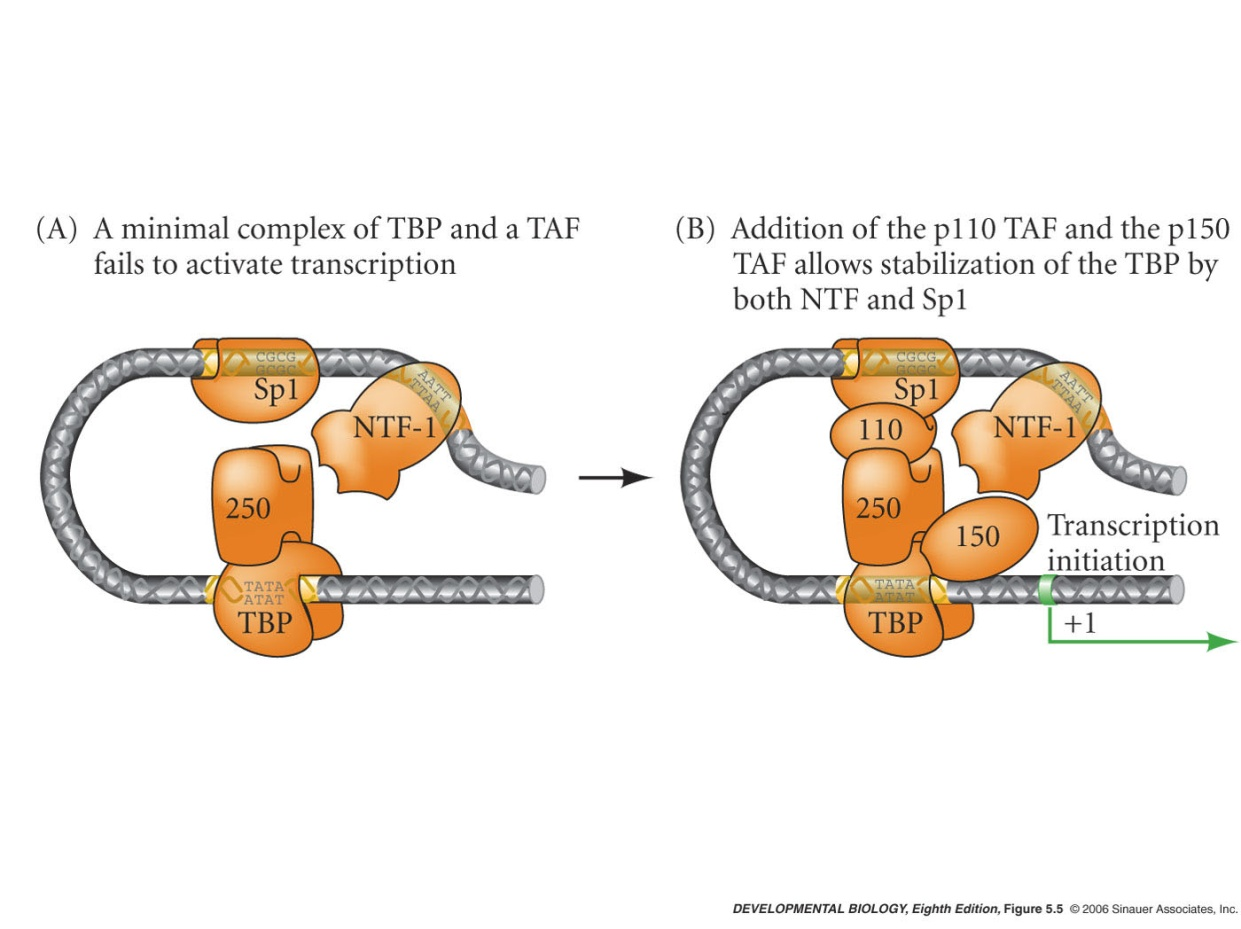 (A) A minimal complex of TBP and a TAF
fails to activate transcription
CGCG
GCGC
Sp1
AATT
TTAA
NTF-1
250
TATA
ATAT
TBP
(B) Addition of the p110 TAF and the p150
TAF allows stabilization of the TBP by
both NTF and Sp1
CGCG
GCGC
Sp1
AATT
TTAA
110
NTF-1
250
150
Transcription
initiation
TATA
ATAT
TBP
+1
DEVELOPMENTAL BIOLOGY, Eighth Edition, Figure 5.5 © 2006 Sinauer Associates, Inc.